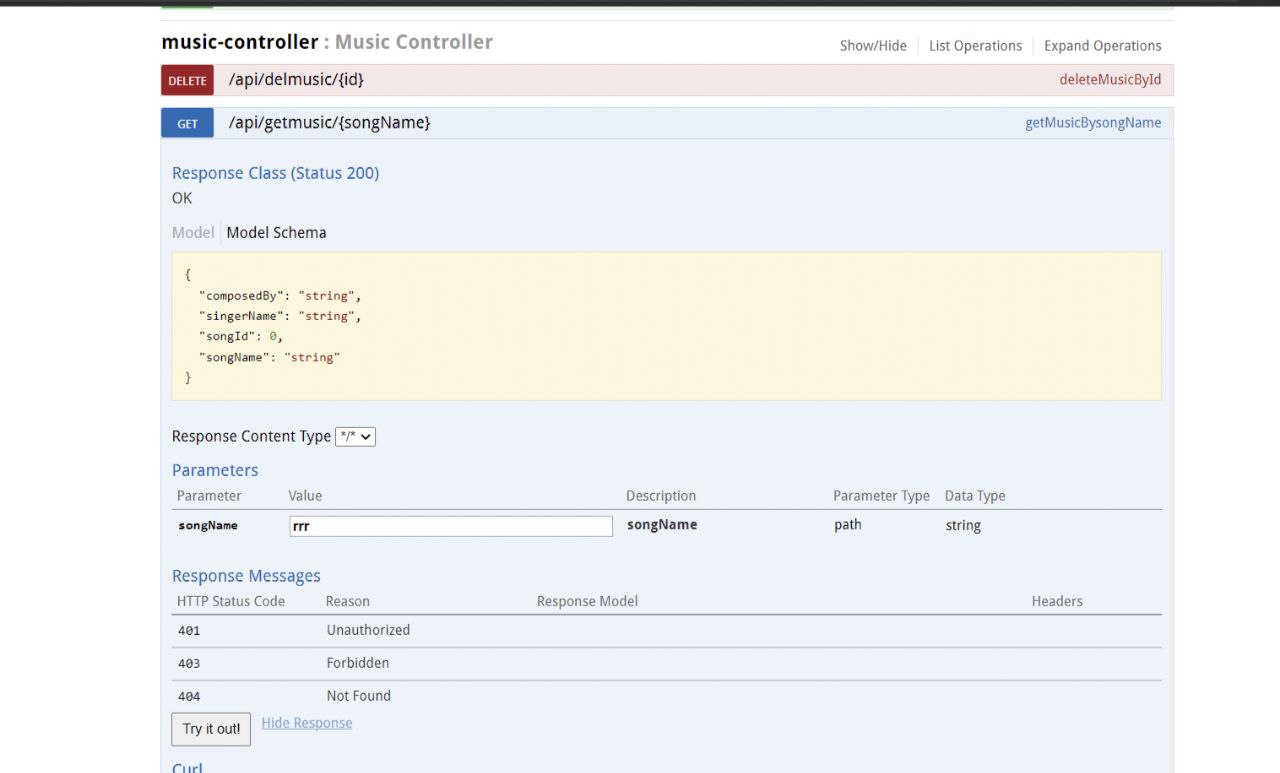 music-controller : Music Controller
Show/Hide List Operations Expand Operations
DELETE /api/delmusic/{id} deleteMusicById
GET /api/getmusic/{songName} getMusicBysongName
Response Class (Status 200)
OK
Model Model Schema
{
"composedBy": "string",
"singerName": "string",
"songId": 0,
"songName": "string"
}
Response Content Type */*
Parameters
Parameter Value Description Parameter Type Data Type
songName rrr songName path string
Response Messages
HTTP Status Code Reason Response Model Headers
401 Unauthorized
403 Forbidden
404 Not Found
Try it out! Hide Response
Curl